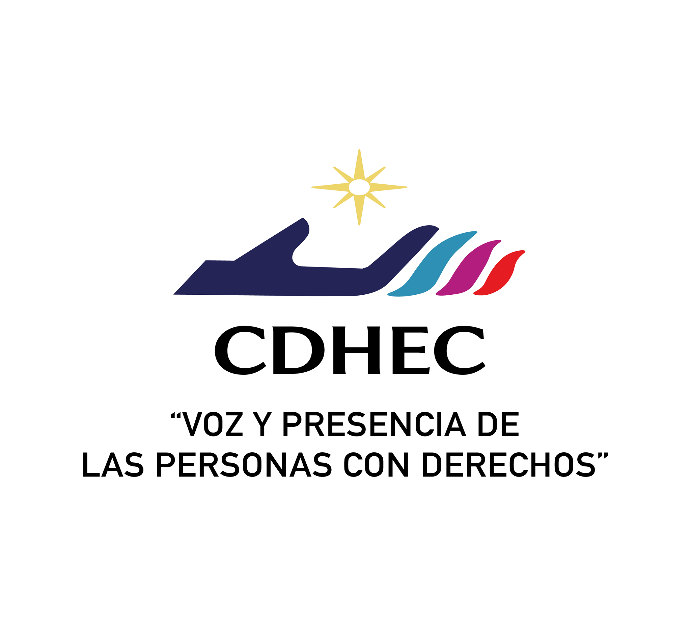 CDHEC
“VOZ Y PRESENCIA DE
LAS PERSONAS CON DERECHOS”